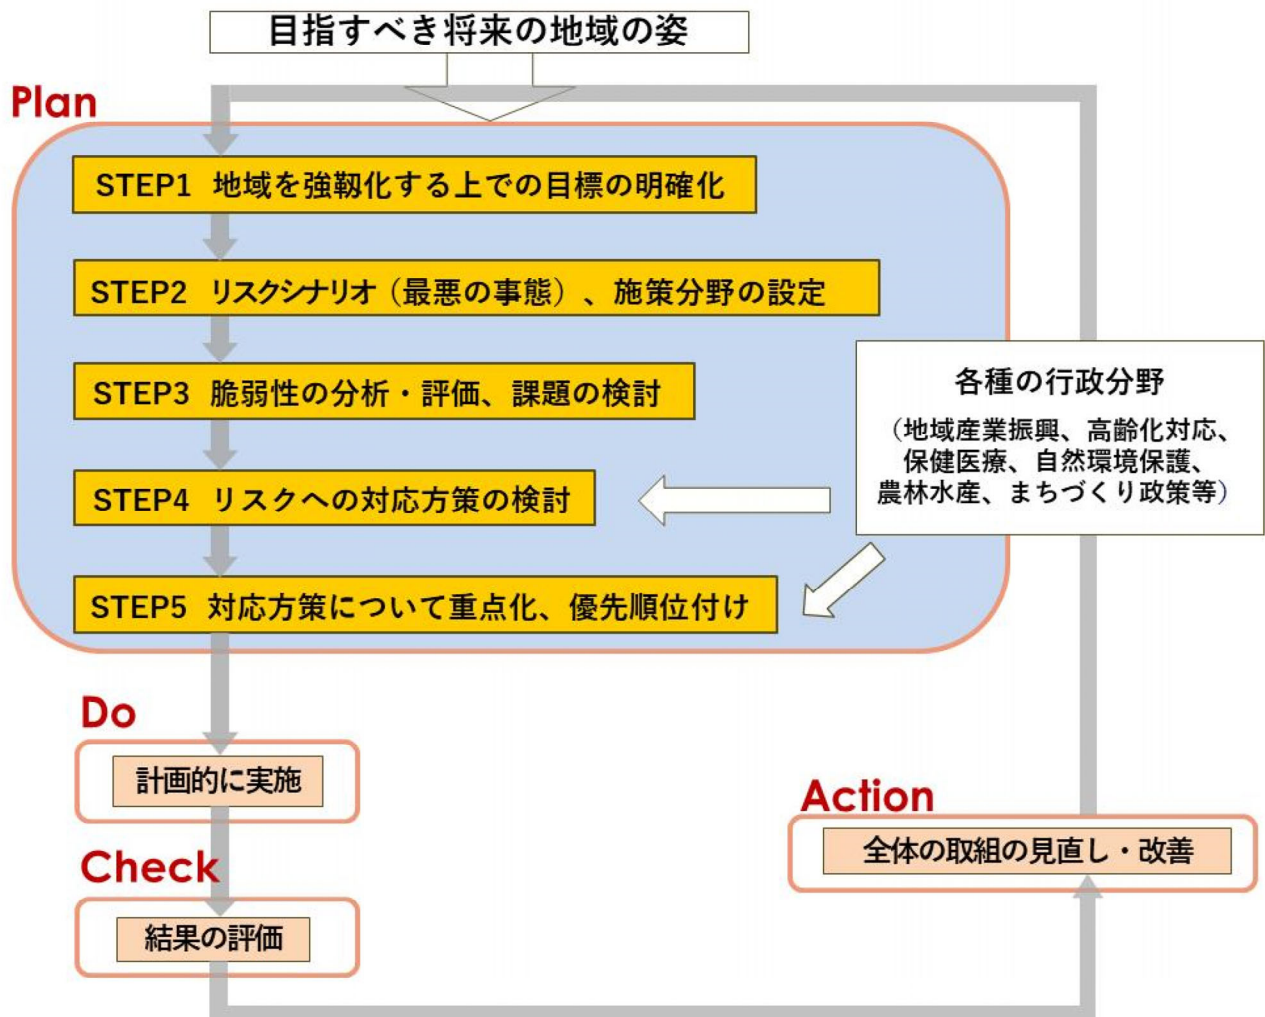 目指すべき将来の地域の姿
Plan
STEP1 地域を強靱化する上での目標の明確化
STEP2 リスクシナリオ（最悪の事態）、施策分野の設定
STEP3 脆弱性の分析・評価、課題の検討
STEP4 リスクへの対応方策の検討
STEP5 対応方策について重点化、優先順位付け
各種の行政分野
（地域産業振興、高齢化対応、
保健医療、自然環境保護、
農林水産、まちづくり政策等）
Do
計画的に実施
Check
結果の評価
Action
全体の取組の見直し・改善